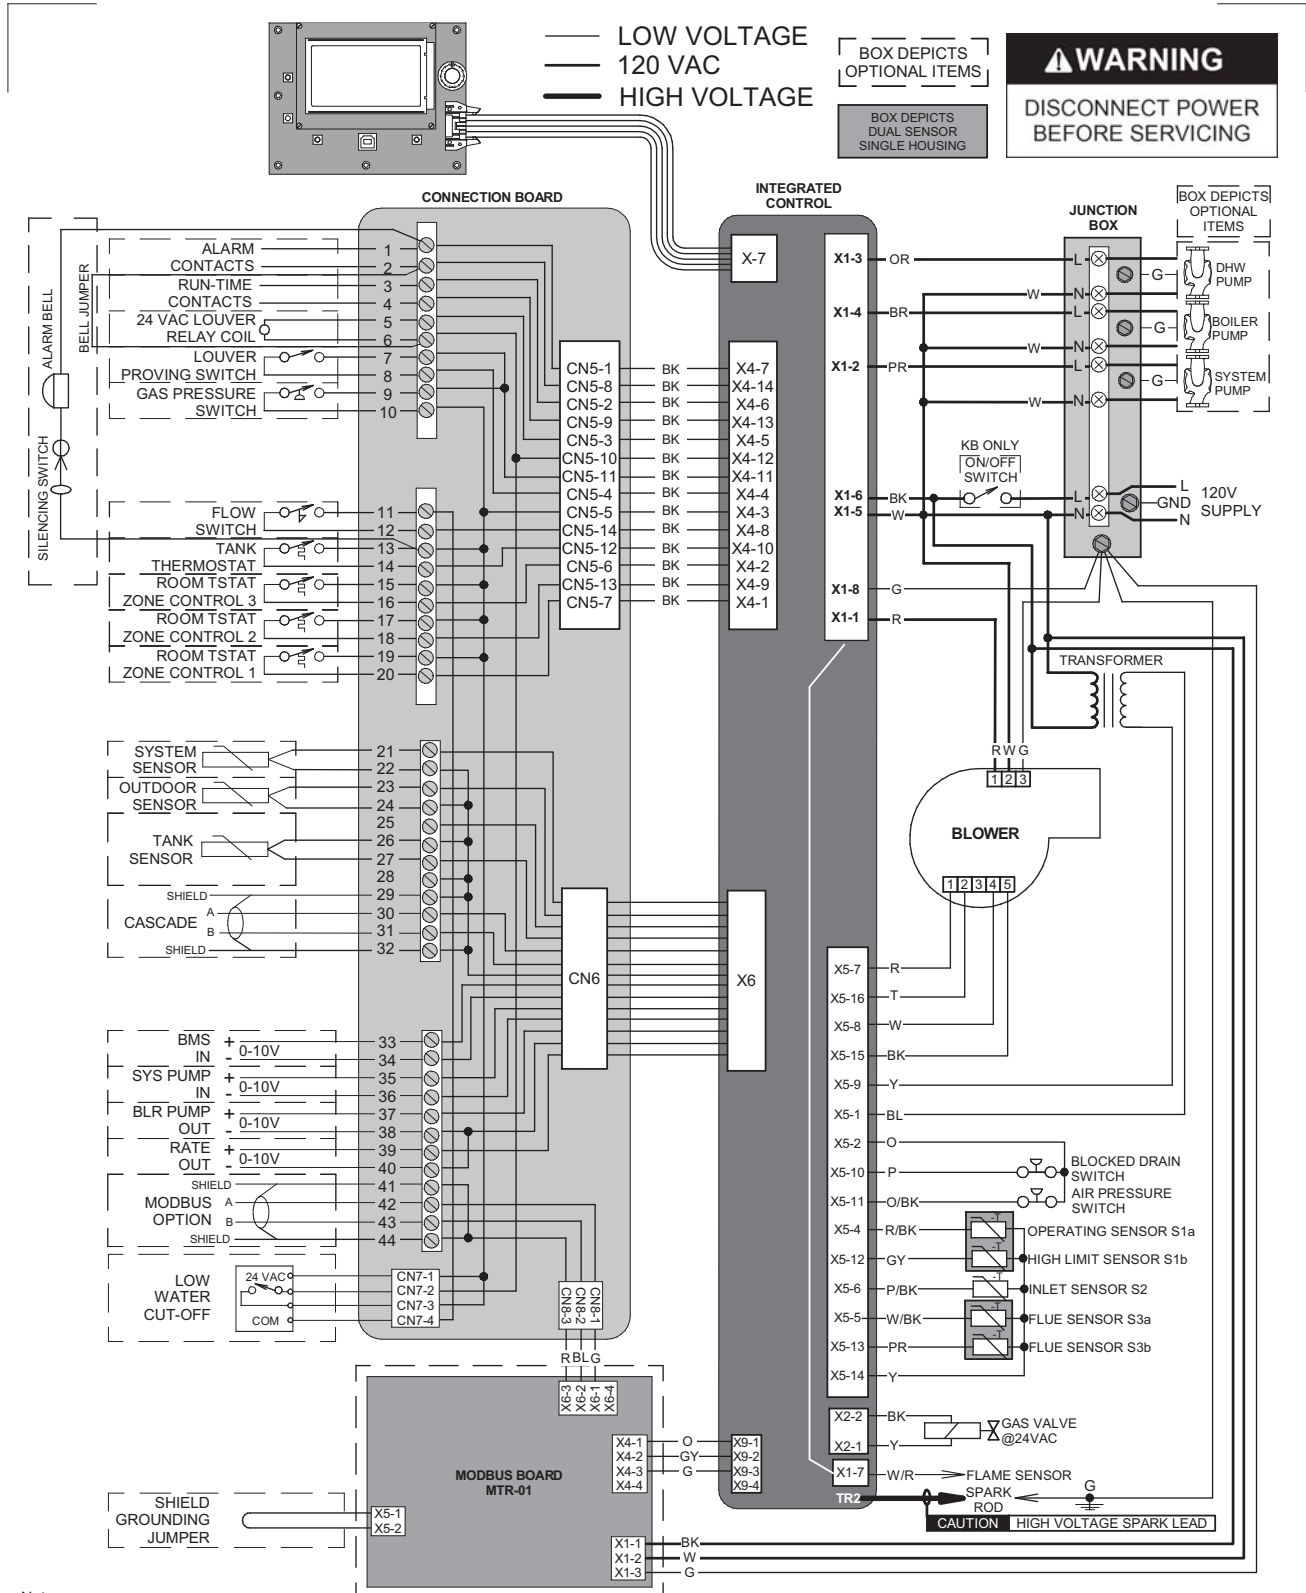 LOW VOLTAGE
120 VAC
HIGH VOLTAGE
BOX DEPICTS
OPTIONAL ITEMS
BOX DEPICTS
DUAL SENSOR
SINGLE HOUSING
WARNING
DISCONNECT POWER
BEFORE SERVICING
CONNECTION BOARD
INTEGRATED
CONTROL
JUNCTION
BOX
BOX DEPICTS
OPTIONAL
ITEMS
ALARM BELL
SILENCING SWITCH
BELL JUMPER
ALARM 1
CONTACTS 2
RUN-TIME 3
CONTACTS 4
24 VAC LOUVER 5
RELAY COIL 6
LOUVER 7
PROVING SWITCH 8
GAS PRESSURE 9
SWITCH 10
FLOW 11
SWITCH 12
TANK 13
THERMOSTAT 14
ROOM TSTAT 15
ZONE CONTROL 3 16
ROOM TSTAT 17
ZONE CONTROL 2 18
ROOM TSTAT 19
ZONE CONTROL 1 20
SYSTEM 21
SENSOR 22
OUTDOOR 23
SENSOR 24
25
TANK 26
SENSOR 27
28
SHIELD 29
CASCADE A 30
B 31
SHIELD 32
BMS + 33
IN - 0-10V 34
SYS PUMP + 35
IN - 0-10V 36
BLR PUMP + 37
OUT - 0-10V 38
RATE + 39
OUT - 0-10V 40
SHIELD 41
MODBUS A 42
OPTION B 43
SHIELD 44
LOW
WATER
CUT-OFF
24 VAC
COM
CN7-1
CN7-2
CN7-3
CN7-4
CN5-1 BK X4-7
CN5-8 BK X4-14
CN5-2 BK X4-6
CN5-9 BK X4-13
CN5-3 BK X4-5
CN5-10 BK X4-12
CN5-11 BK X4-11
CN5-4 BK X4-4
CN5-5 BK X4-3
CN5-14 BK X4-8
CN5-12 BK X4-10
CN5-6 BK X4-2
CN5-13 BK X4-9
CN5-7 BK X4-1
CN6
X6
X-7
CN8-3
CN8-2
CN8-1
R BL G
X6-3
X6-2
X6-1
X6-4
MODBUS BOARD
MTR-01
X4-1 O X9-1
X4-2 GY X9-2
X4-3 G X9-3
X4-4 X9-4
SHIELD
GROUNDING
JUMPER
X5-1
X5-2
X1-1 BK
X1-2 W
X1-3 G
X1-3 OR L
G
DHW
PUMP
W N
X1-4 BR L
G
BOILER
PUMP
W N
X1-2 PR L
G
SYSTEM
PUMP
W N
KB ONLY
ON/OFF
SWITCH
X1-6 BK L
X1-5 W N
L
GND
N
120V
SUPPLY
X1-8 G
X1-1 R
TRANSFORMER
R W G
1 2 3
BLOWER
1 2 3 4 5
X5-7 R
X5-16 T
X5-8 W
X5-15 BK
X5-9 Y
X5-1 BL
X5-2 O
X5-10 P
BLOCKED DRAIN
SWITCH
X5-11 O/BK
AIR PRESSURE
SWITCH
X5-4 R/BK -T OPERATING SENSOR S1a
X5-12 GY -T HIGH LIMIT SENSOR S1b
X5-6 P/BK -T INLET SENSOR S2
X5-5 W/BK -T FLUE SENSOR S3a
X5-13 PR -T FLUE SENSOR S3b
X5-14 Y
X2-2 BK
X2-1 Y
GAS VALVE
@24VAC
X1-7 W/R FLAME SENSOR
TR2
SPARK
ROD
G
CAUTION HIGH VOLTAGE SPARK LEAD